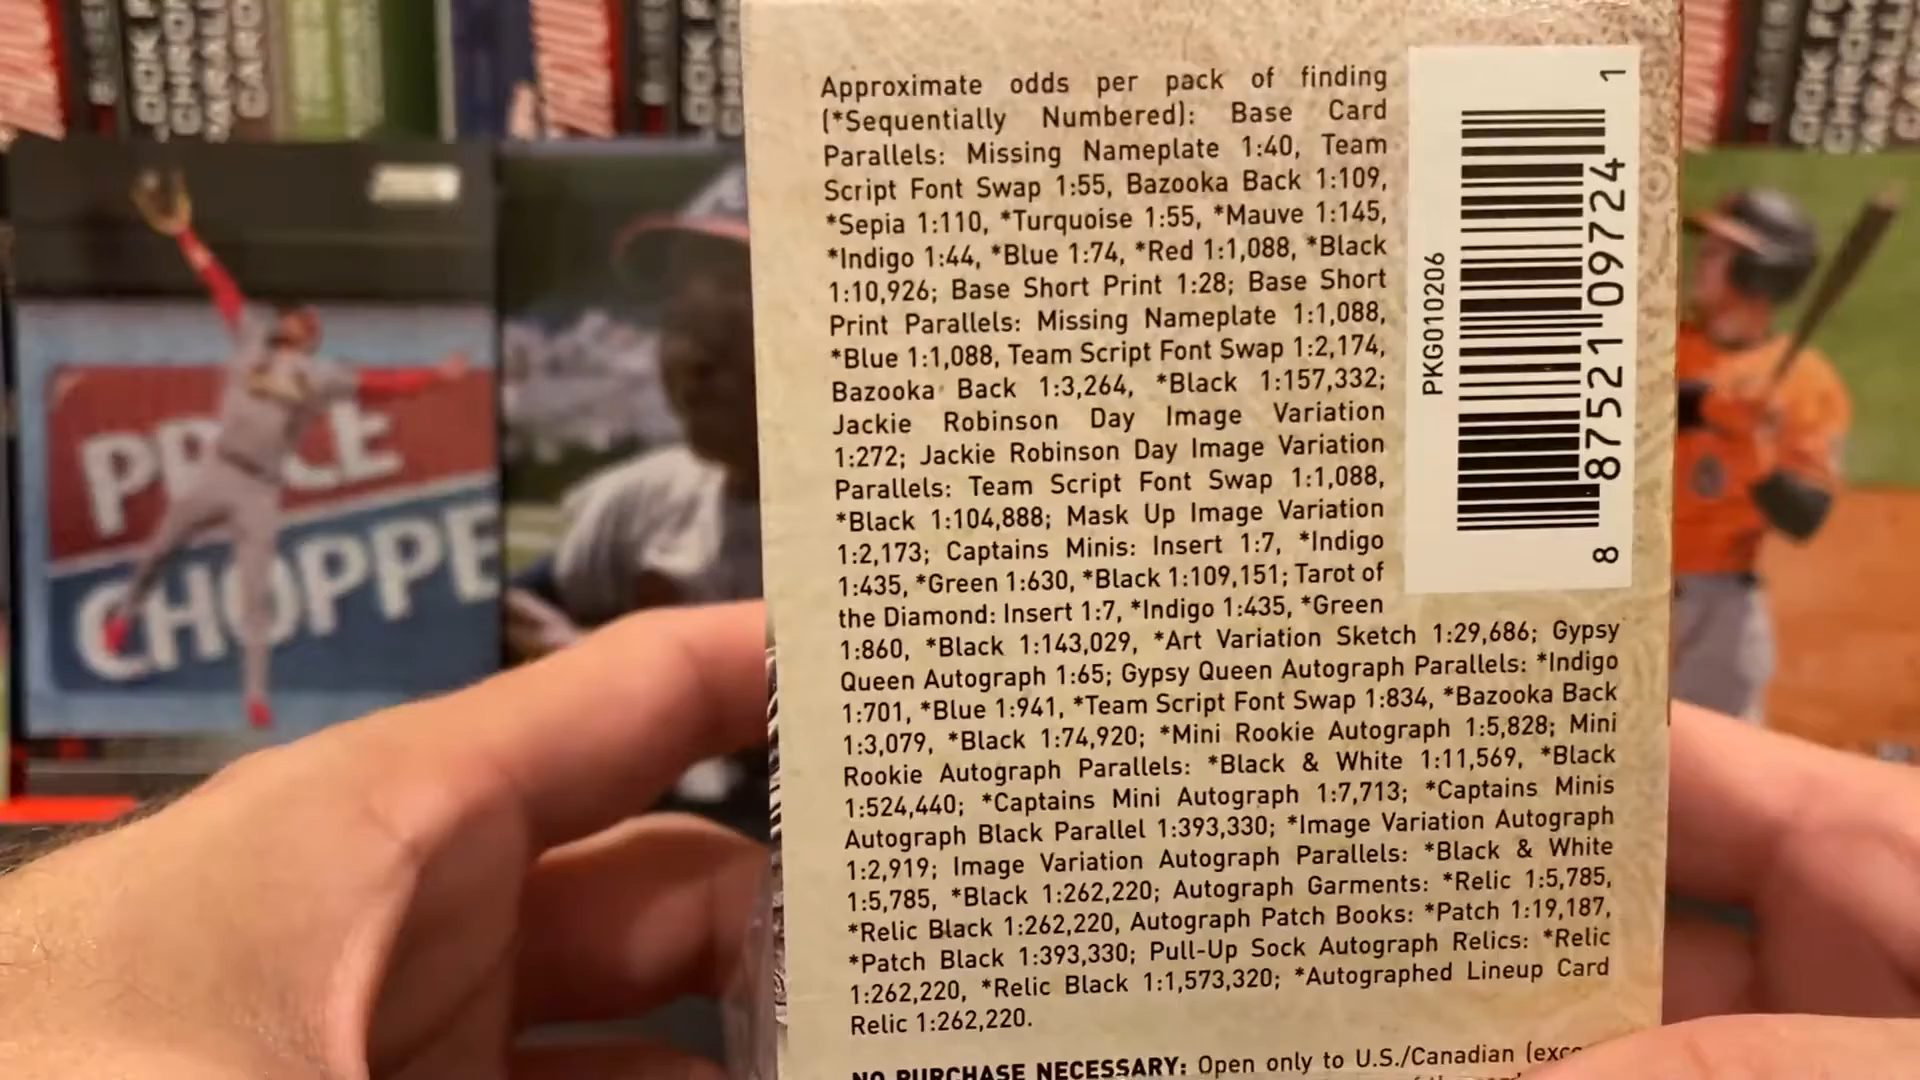 Approximate odds per pack of finding
(*Sequentially Numbered): Base Card
Parallels: Missing Nameplate 1:40, Team
Script Font Swap 1:55, Bazooka Back 1:109,
*Sepia 1:110, *Turquoise 1:55, *Mauve 1:145,
*Indigo 1:44, *Blue 1:74, *Red 1:1,088, *Black
1:10,926; Base Short Print 1:28; Base Short
Print Parallels: Missing Nameplate 1:1,088,
*Blue 1:1,088, Team Script Font Swap 1:2,174,
Bazooka Back 1:3,264, *Black 1:157,332;
Jackie Robinson Day Image Variation
1:272; Jackie Robinson Day Image Variation
Parallels: Team Script Font Swap 1:1,088,
*Black 1:104,888; Mask Up Image Variation
1:2,173; Captains Minis: Insert 1:7, *Indigo
1:435, *Green 1:630, *Black 1:109,151; Tarot of
the Diamond: Insert 1:7, *Indigo 1:435, *Green
1:860, *Black 1:143,029, *Art Variation Sketch 1:29,686; Gypsy
Queen Autograph 1:65; Gypsy Queen Autograph Parallels: *Indigo
1:701, *Blue 1:941, *Team Script Font Swap 1:834, *Bazooka Back
1:3,079, *Black 1:74,920; *Mini Rookie Autograph 1:5,828; Mini
Rookie Autograph Parallels: *Black & White 1:11,569, *Black
1:524,440; *Captains Mini Autograph 1:7,713; *Captains Minis
Autograph Black Parallel 1:393,330; *Image Variation Autograph
1:2,919; Image Variation Autograph Parallels: *Black & White
1:5,785, *Black 1:262,220; Autograph Garments: *Relic 1:5,785,
*Relic Black 1:262,220, Autograph Patch Books: *Patch 1:19,187,
*Patch Black 1:393,330; Pull-Up Sock Autograph Relics: *Relic
1:262,220, *Relic Black 1:1,573,320; *Autographed Lineup Card
Relic 1:262,220.
NO PURCHASE NECESSARY: Open only to U.S./Canadian
PKG010206
8 87521 09724 1
CHOPPE